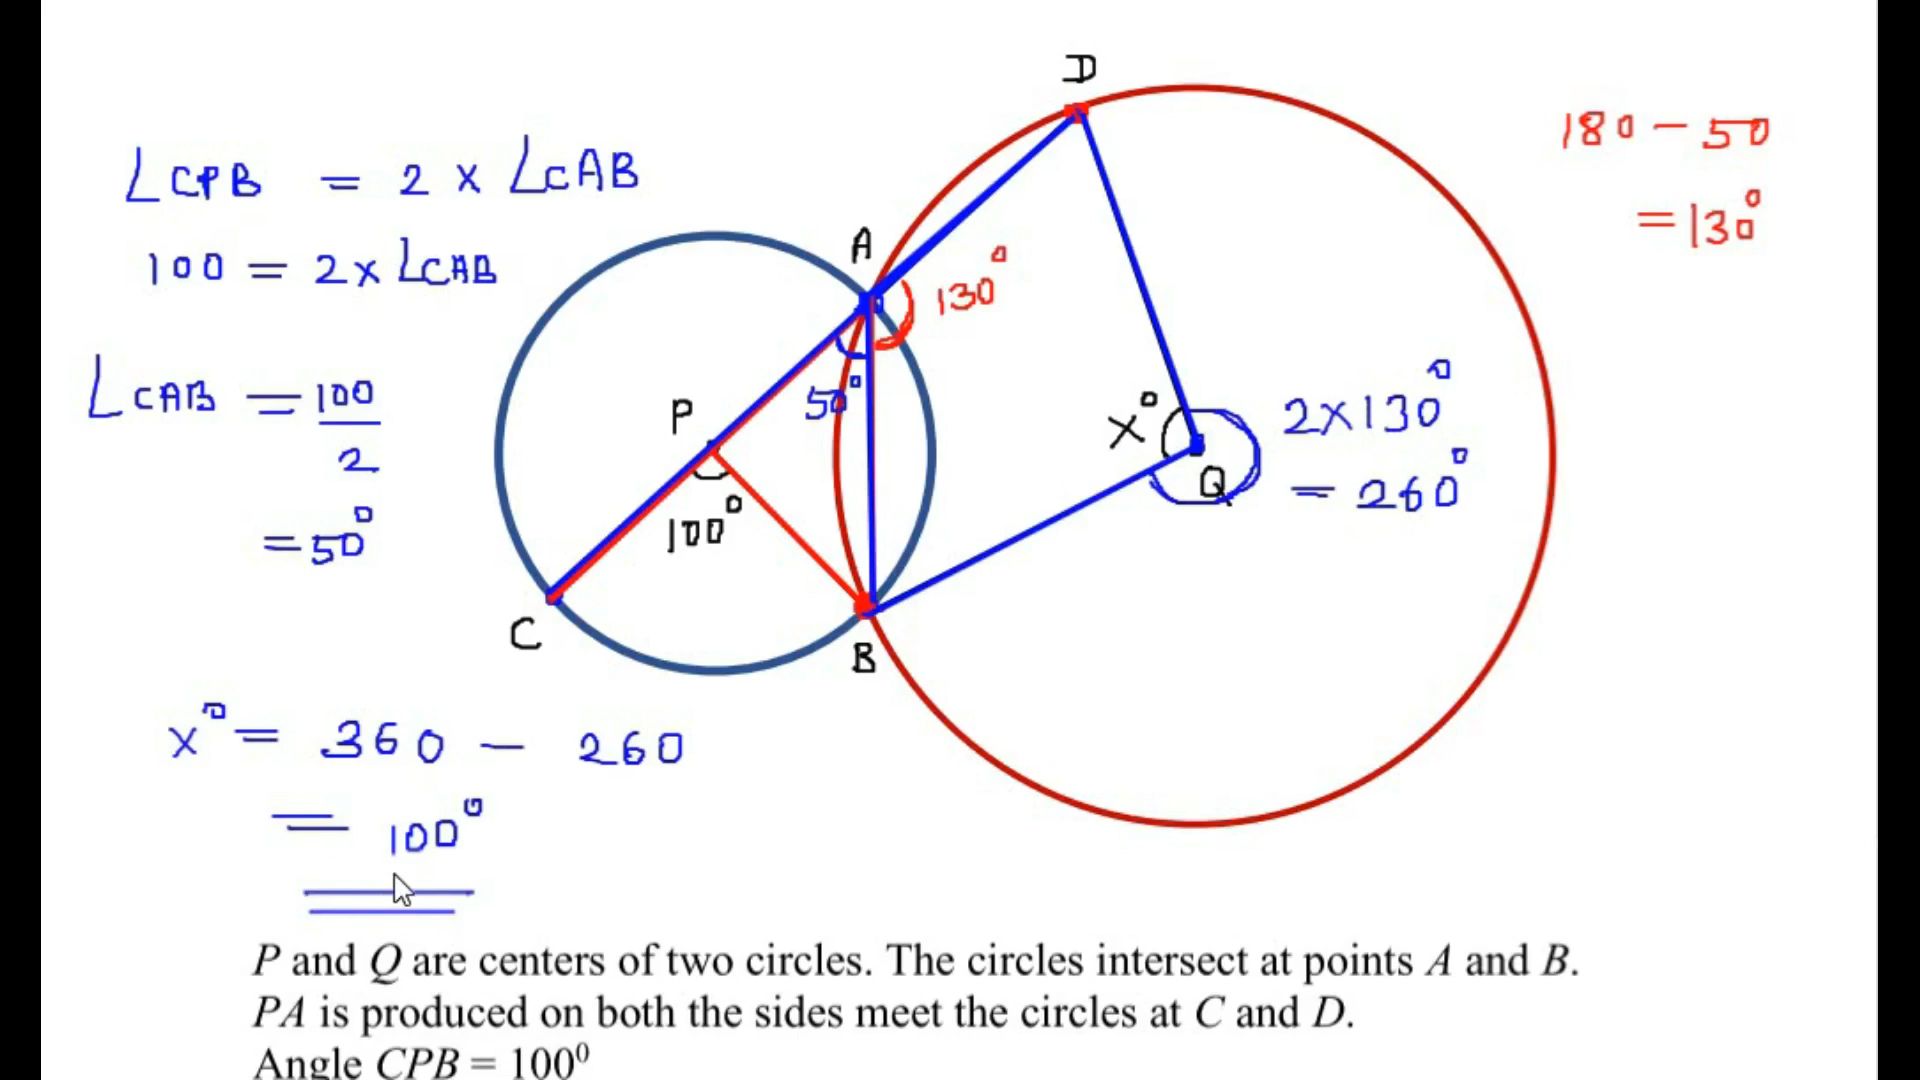 ∠CPB = 2 × ∠CAB
100 = 2 × ∠CAB
∠CAB = 100/2
= 50°
x° = 360 − 260
= 100°
D
A
130°
50°
P
100°
C
B
x°
Q
2×130°
= 260°
180 − 50
= 130°
P and Q are centers of two circles. The circles intersect at points A and B.
PA is produced on both the sides meet the circles at C and D.
Angle CPB = 100⁰